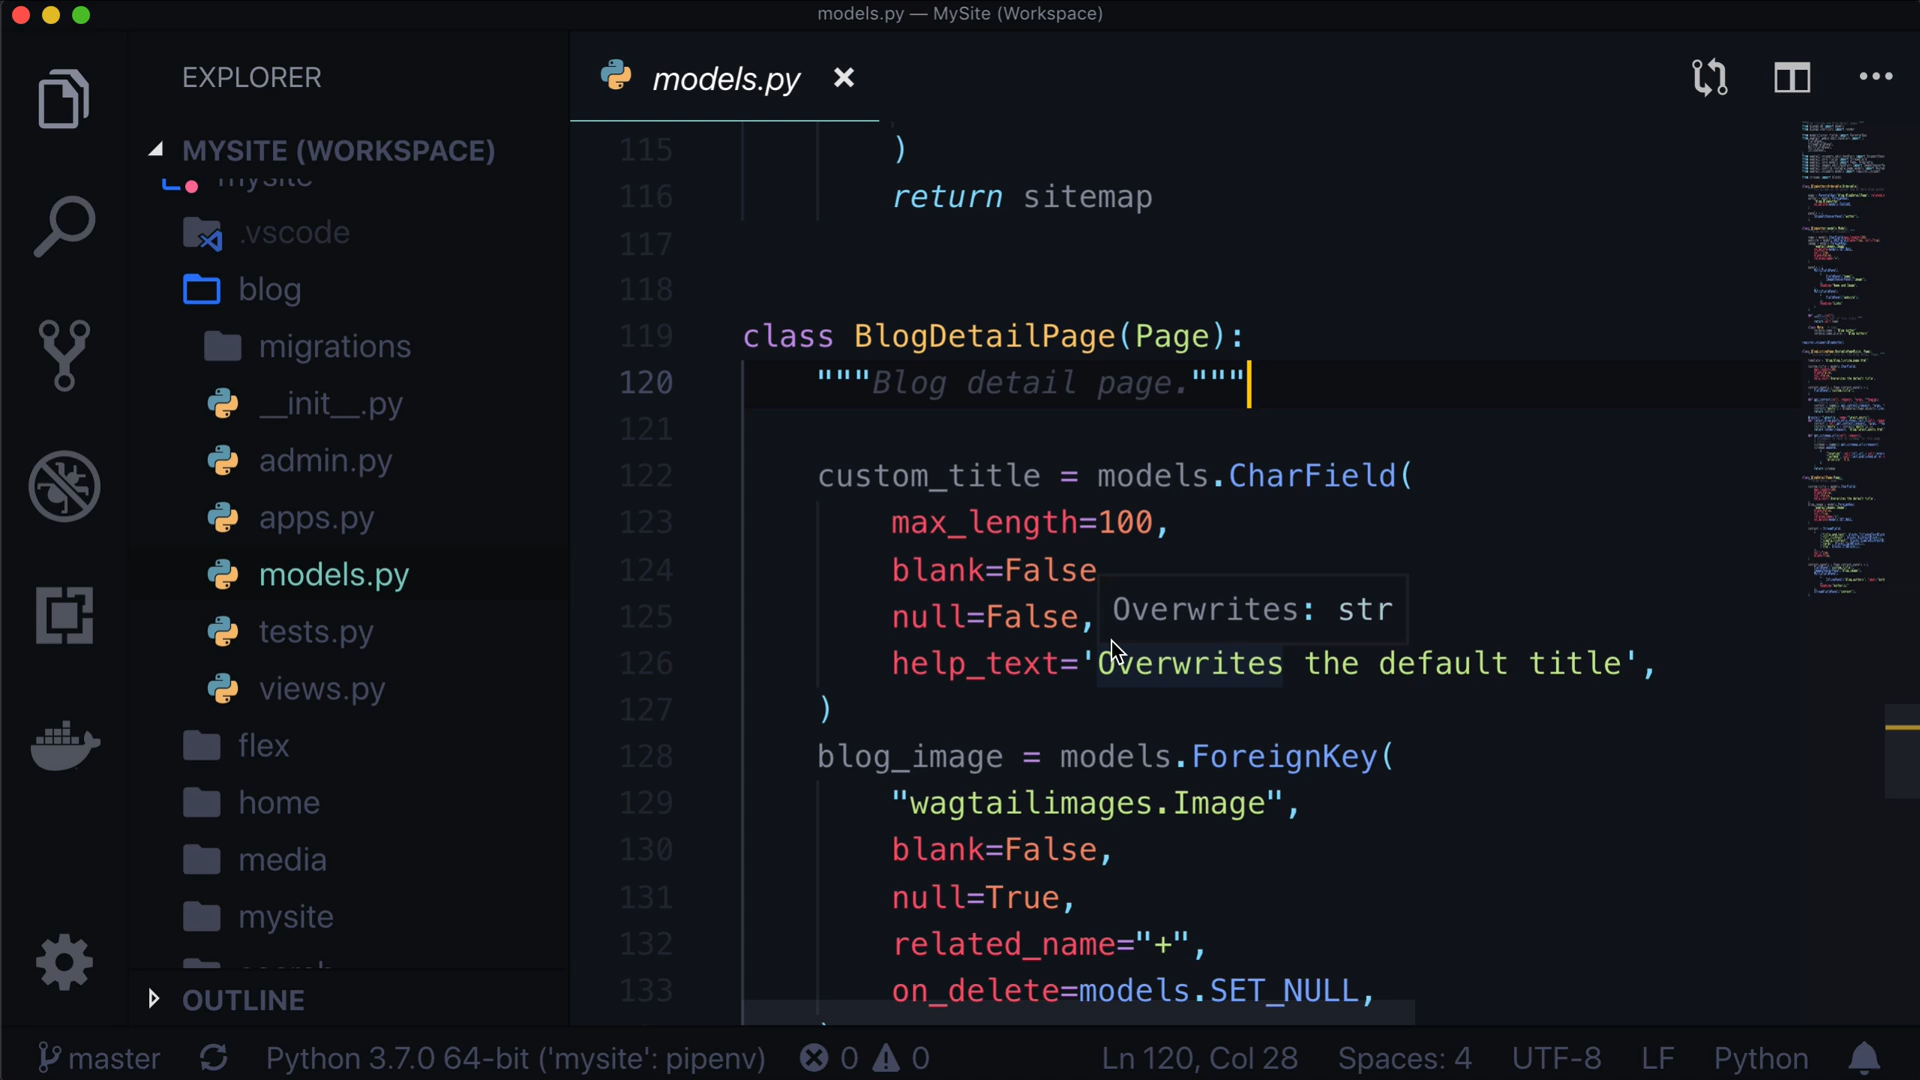 models.py — MySite (Workspace)
EXPLORER
MYSITE (WORKSPACE)
mysite
.vscode
blog
migrations
__init__.py
admin.py
apps.py
models.py
tests.py
views.py
flex
home
media
mysite
OUTLINE
models.py
115 )
116 return sitemap
117
118
119 class BlogDetailPage(Page):
120 """Blog detail page."""
121
122 custom_title = models.CharField(
123 max_length=100,
124 blank=False
125 null=False,
Overwrites: str
126 help_text='Overwrites the default title',
127 )
128 blog_image = models.ForeignKey(
129 "wagtailimages.Image",
130 blank=False,
131 null=True,
132 related_name="+",
133 on_delete=models.SET_NULL,
master Python 3.7.0 64-bit ('mysite': pipenv) 0 0 Ln 120, Col 28 Spaces: 4 UTF-8 LF Python